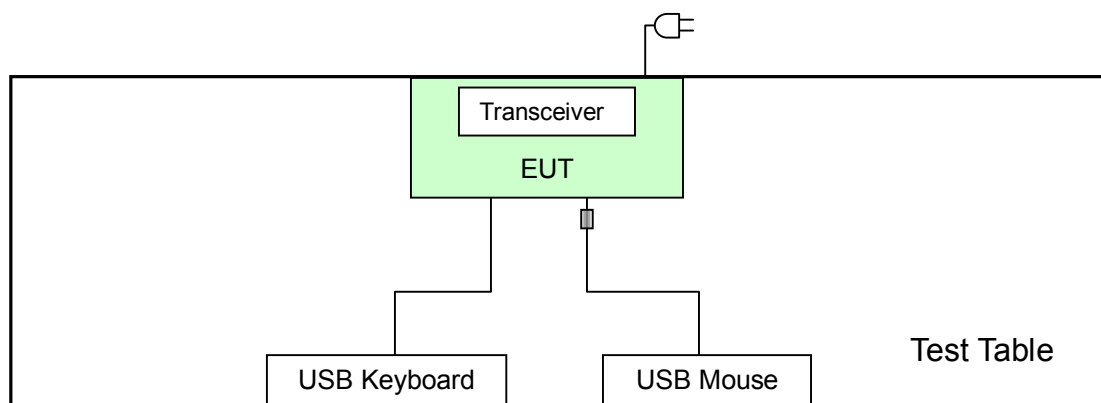 Transceiver
EUT
Test Table
USB Keyboard
USB Mouse